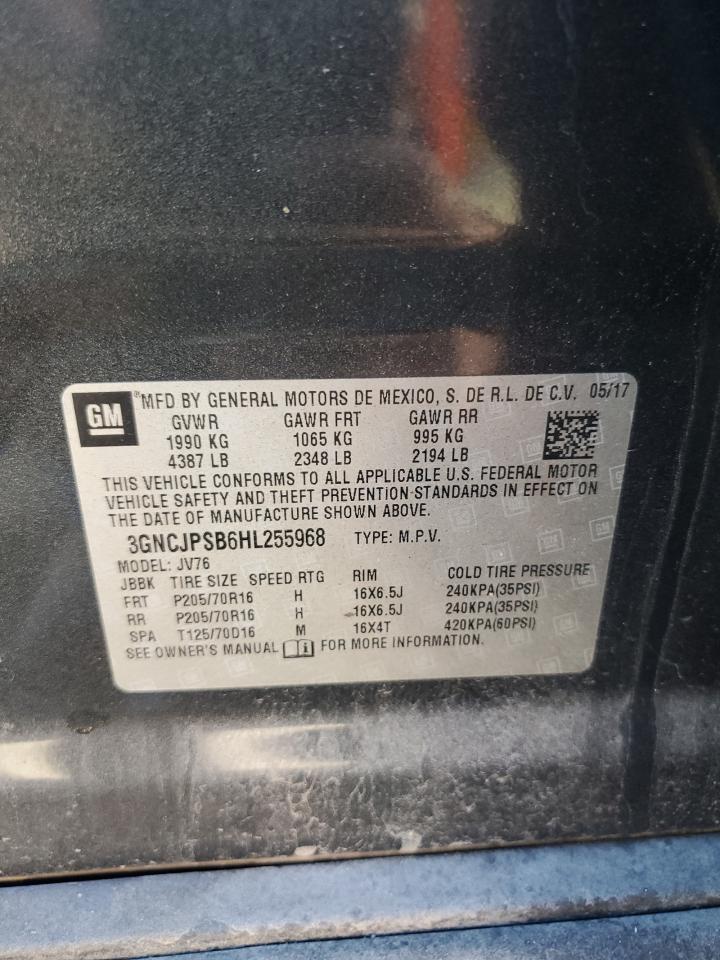 GM ®MFD BY GENERAL MOTORS DE MEXICO, S. DE R.L. DE C.V. 05/17
GVWR GAWR FRT GAWR RR
1990 KG 1065 KG 995 KG
4387 LB 2348 LB 2194 LB
THIS VEHICLE CONFORMS TO ALL APPLICABLE U.S. FEDERAL MOTOR
VEHICLE SAFETY AND THEFT PREVENTION STANDARDS IN EFFECT ON
THE DATE OF MANUFACTURE SHOWN ABOVE.
3GNCJPSB6HL255968 TYPE: M.P.V.
MODEL: JV76
JBBK TIRE SIZE SPEED RTG RIM COLD TIRE PRESSURE
FRT P205/70R16 H 16X6.5J 240KPA(35PSI)
RR P205/70R16 H 16X6.5J 240KPA(35PSI)
SPA T125/70D16 M 16X4T 420KPA(60PSI)
SEE OWNER'S MANUAL FOR MORE INFORMATION.